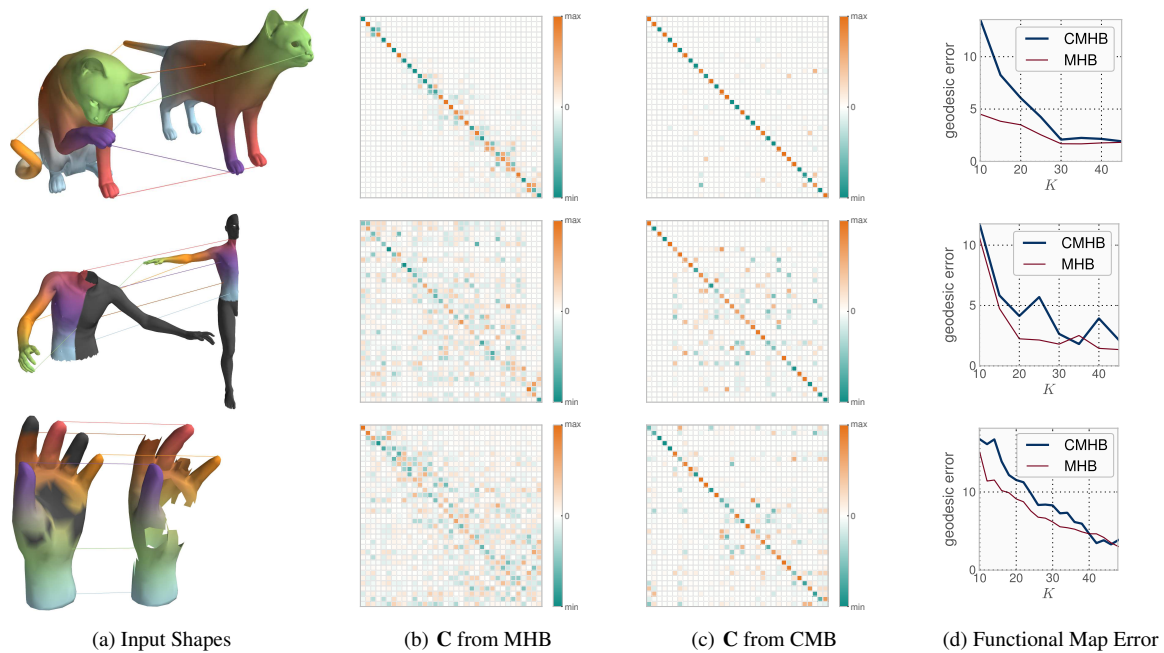 max
0
min
max
0
min
geodesic error
10
5
0
CMHB
MHB
10 20 30 40
K
max
0
min
max
0
min
geodesic error
10
5
0
CMHB
MHB
10 20 30 40
K
max
0
min
max
0
min
geodesic error
10
0
CMHB
MHB
10 20 30 40
K
(a) Input Shapes
(b) C from MHB
(c) C from CMB
(d) Functional Map Error